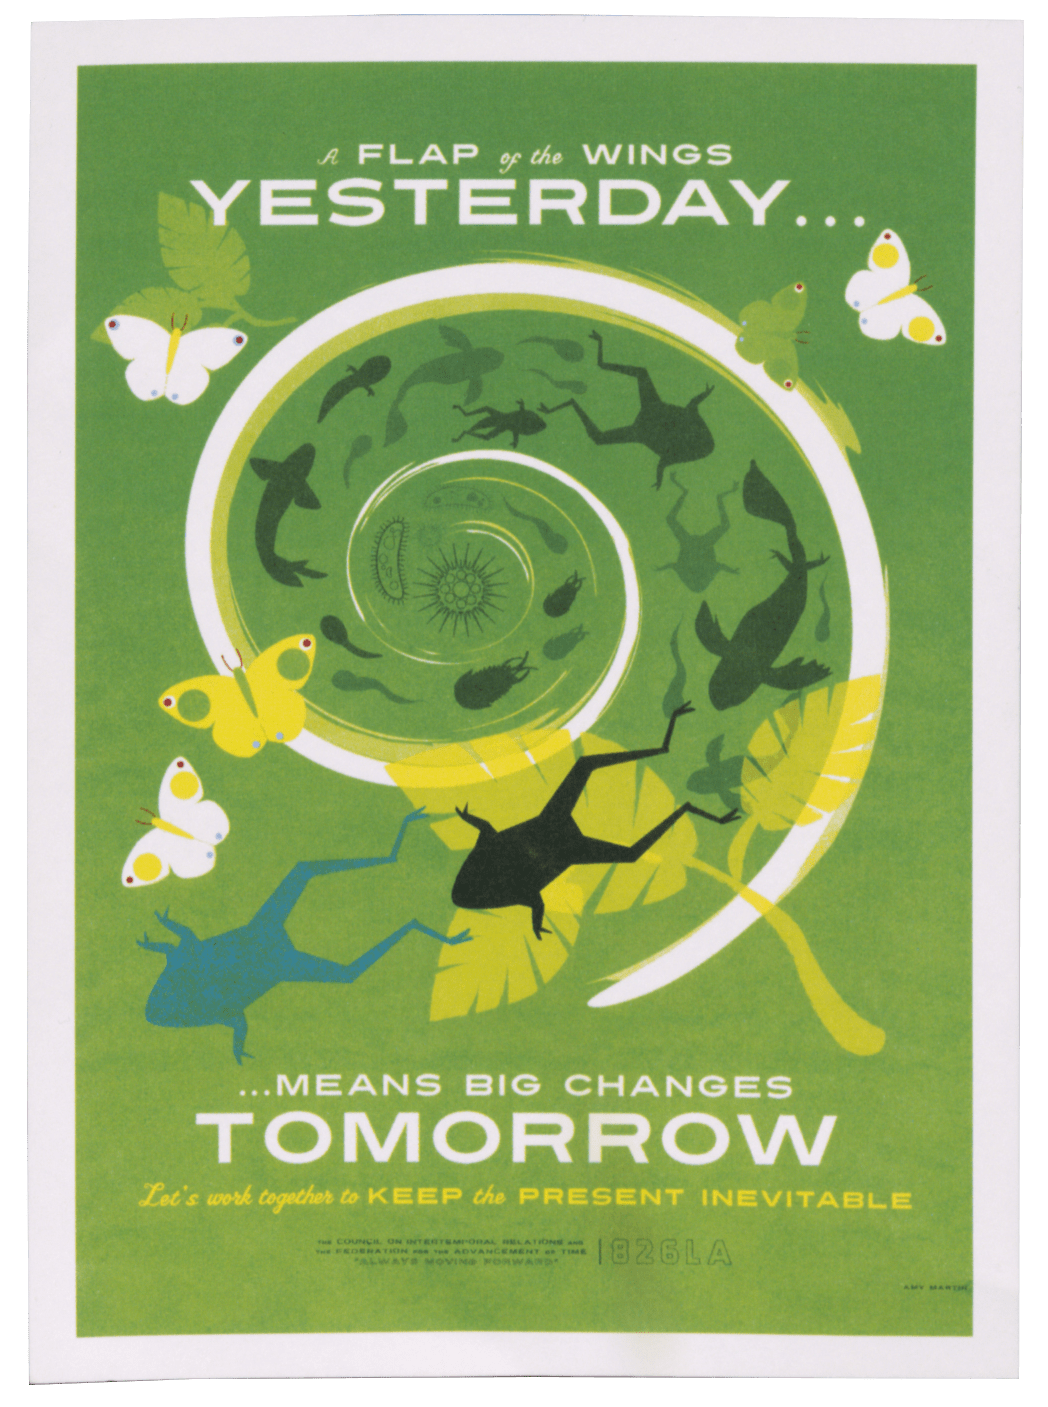 A FLAP of the WINGS
YESTERDAY...
...MEANS BIG CHANGES
TOMORROW
Let's work together to KEEP the PRESENT INEVITABLE
THE COUNCIL ON INTERTEMPORAL RELATIONS AND
THE FEDERATION FOR THE ADVANCEMENT OF TIME
"ALWAYS MOVING FORWARD"
826LA
AMY MARTIN